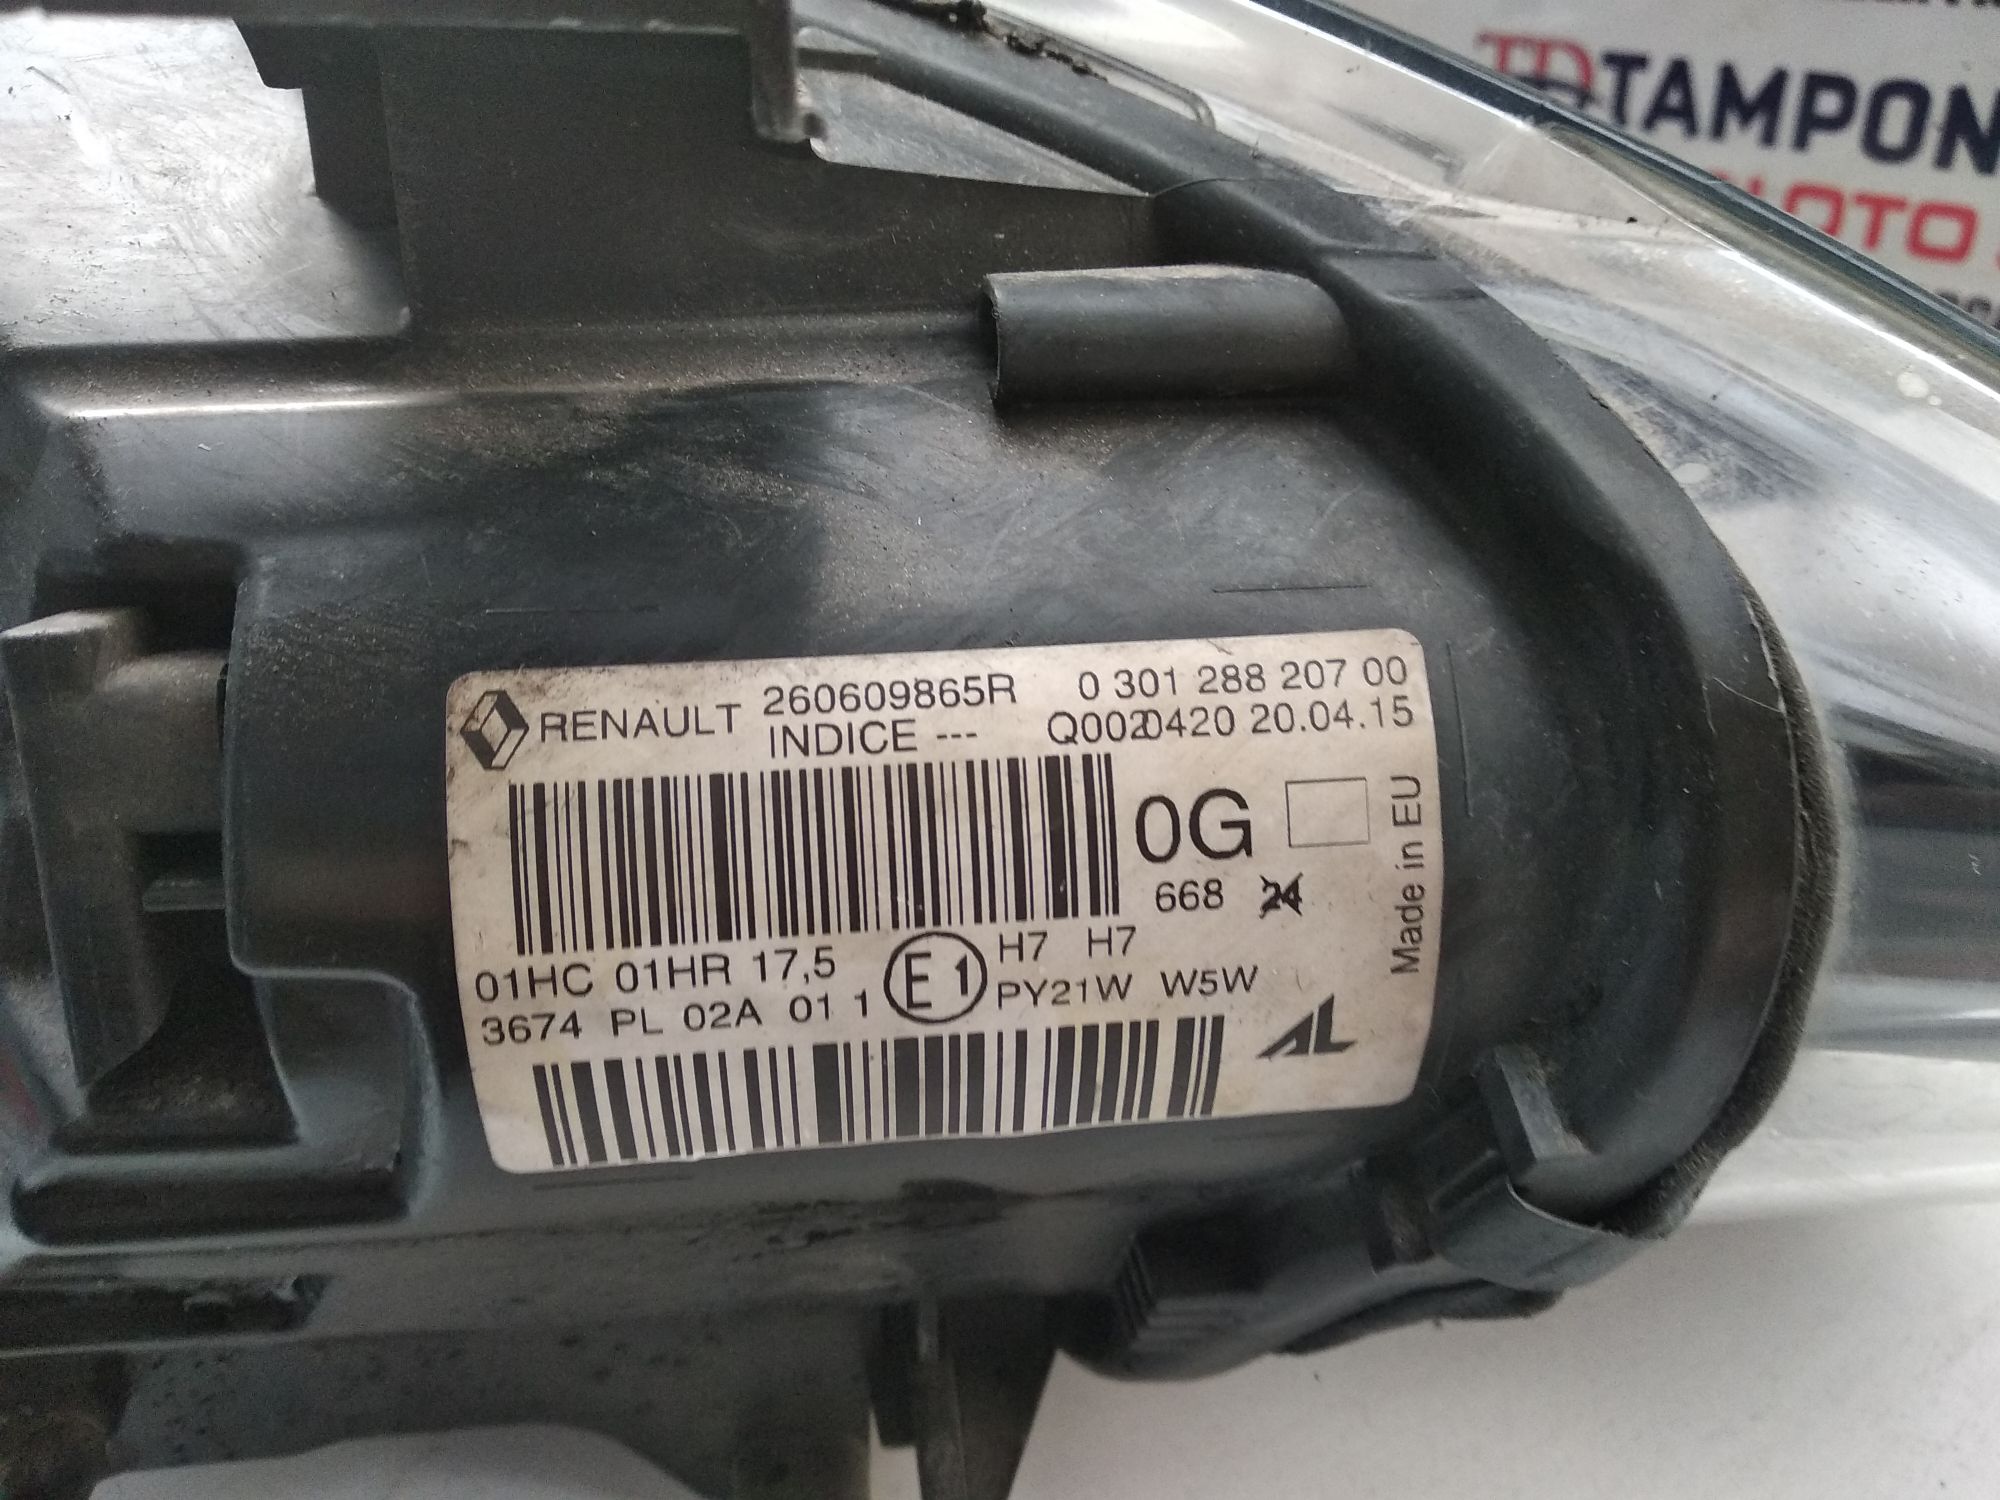 TAMPON
OTO
RENAULT 260609865R 0 301 288 207 00
INDICE --- Q0020420 20.04.15
0G
668 24
Made in EU
01HC 01HR 17,5 E1 H7 H7
3674 PL 02A 01 1 PY21W W5W
AL